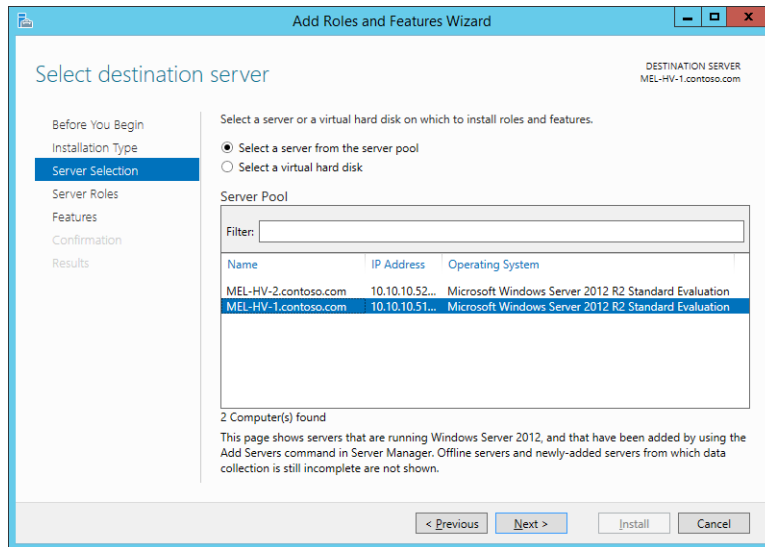 Add Roles and Features Wizard
Select destination server
DESTINATION SERVER
MEL-HV-1.contoso.com
Before You Begin
Installation Type
Server Selection
Server Roles
Features
Confirmation
Results
Select a server or a virtual hard disk on which to install roles and features.
Select a server from the server pool
Select a virtual hard disk
Server Pool
Filter:
Name IP Address Operating System
MEL-HV-2.contoso.com 10.10.10.52... Microsoft Windows Server 2012 R2 Standard Evaluation
MEL-HV-1.contoso.com 10.10.10.51... Microsoft Windows Server 2012 R2 Standard Evaluation
2 Computer(s) found
This page shows servers that are running Windows Server 2012, and that have been added by using the
Add Servers command in Server Manager. Offline servers and newly-added servers from which data
collection is still incomplete are not shown.
< Previous Next > Install Cancel